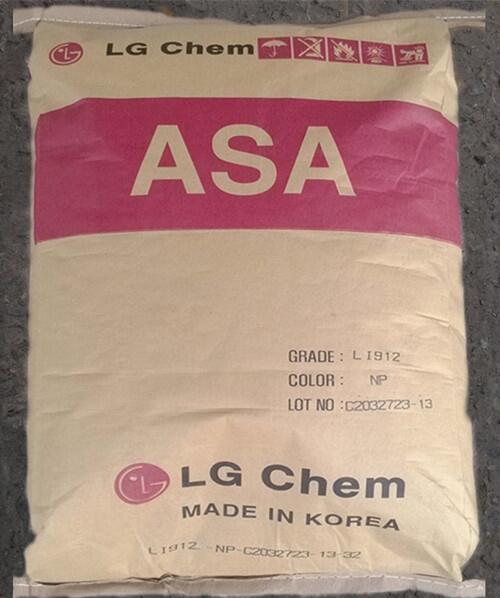 LG Chem
ASA
GRADE : LI912
COLOR : NP
LOT NO : C2032723-13
LG Chem
MADE IN KOREA
LI912 -NP-C2032723-13-32